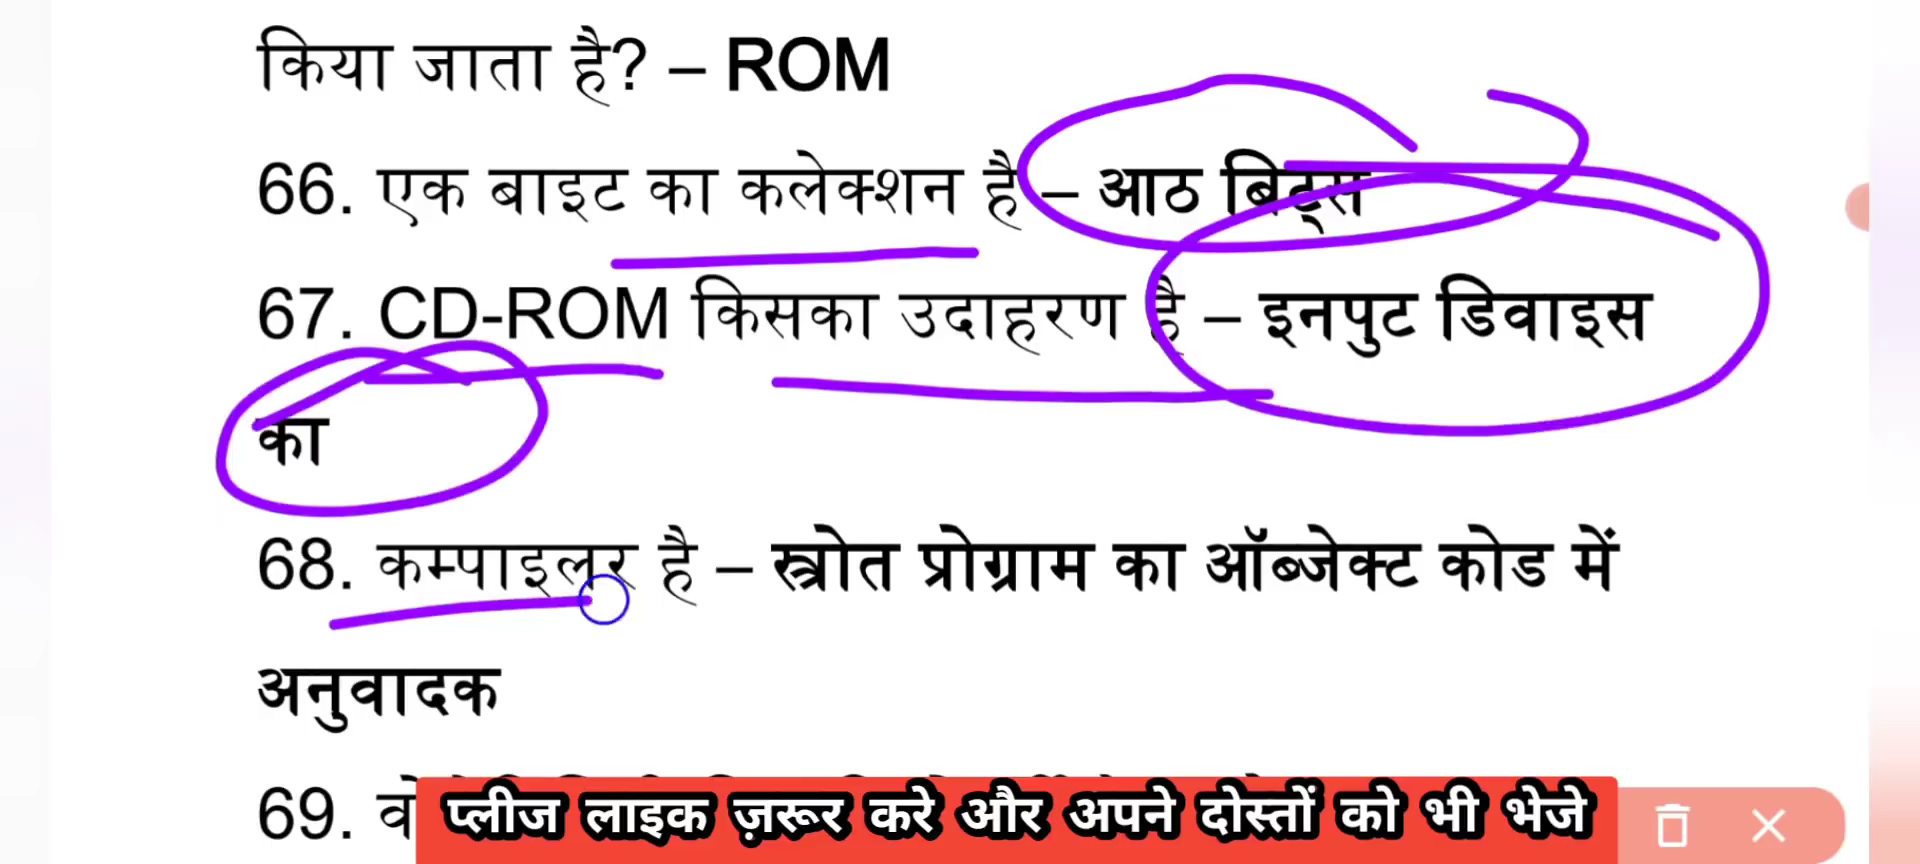 किया जाता है? – ROM
66. एक बाइट का कलेक्शन है – आठ बिट्स
67. CD-ROM किसका उदाहरण है – इनपुट डिवाइस
का
68. कम्पाइलर है – स्त्रोत प्रोग्राम का ऑब्जेक्ट कोड में
अनुवादक
69.
प्लीज लाइक ज़रूर करे और अपने दोस्तों को भी भेजे